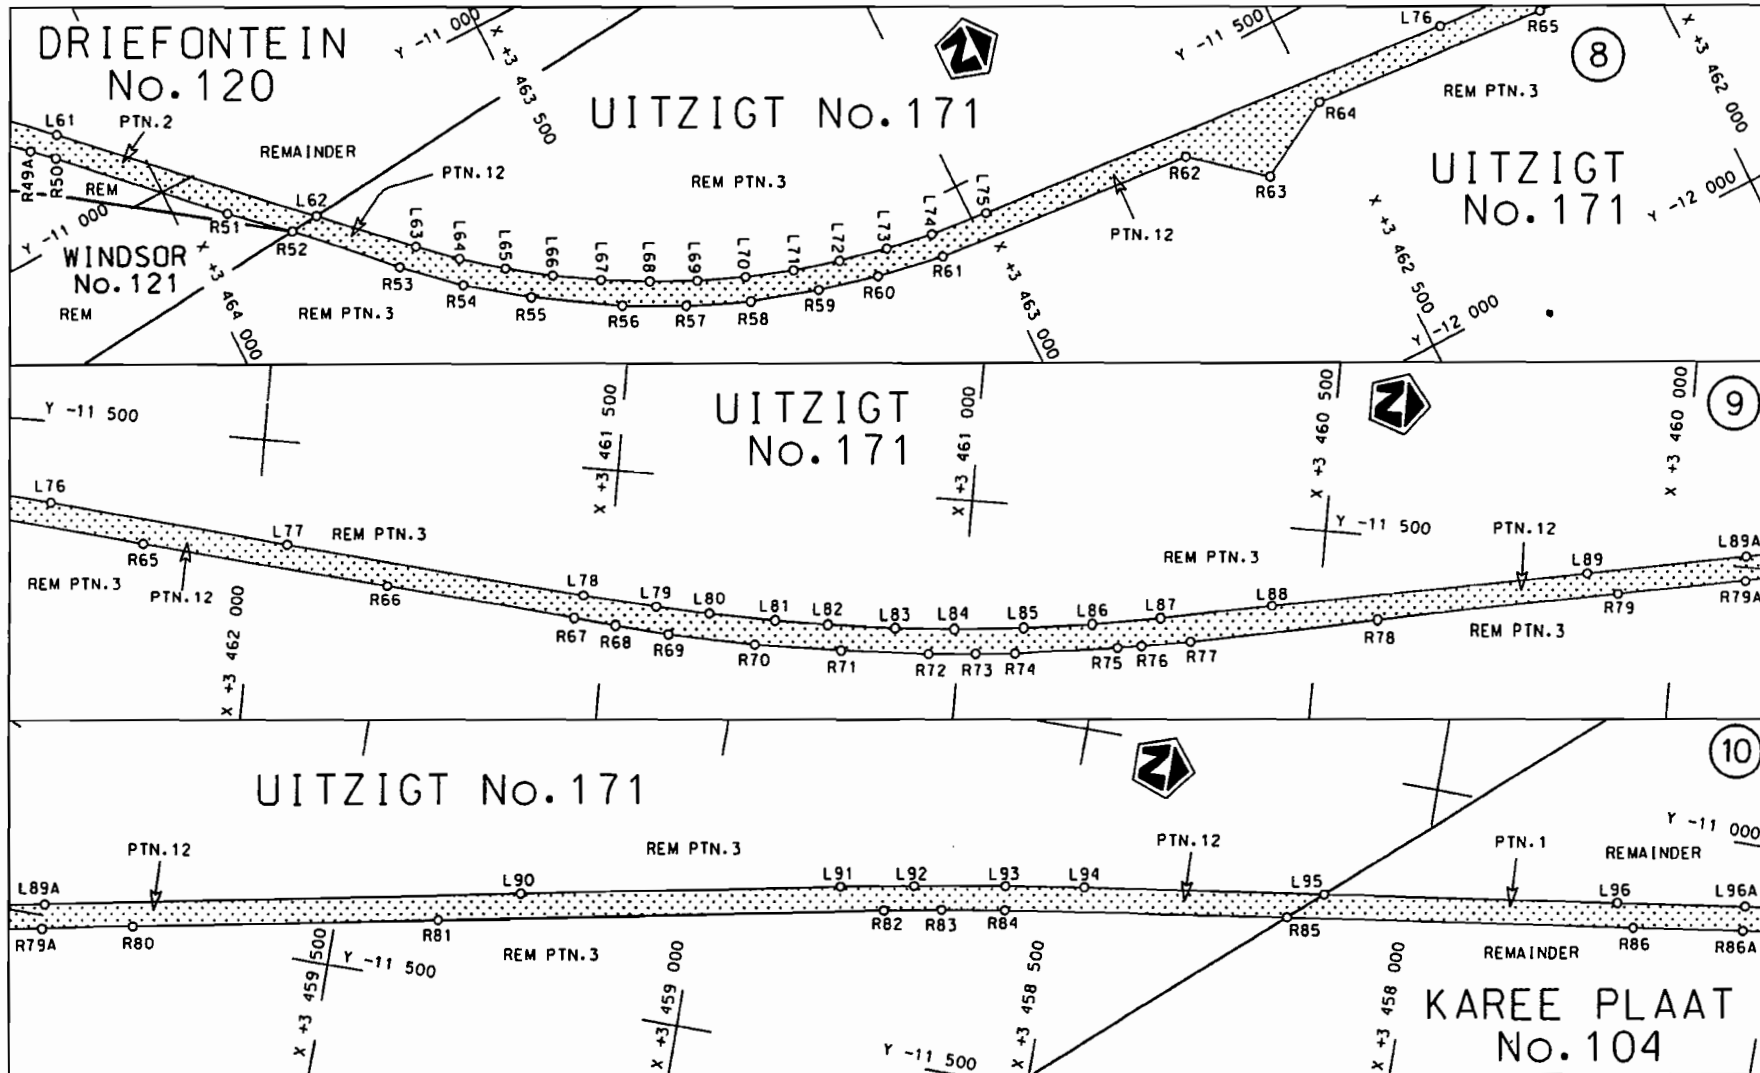 DRIEFONTEIN
No.120
Y -11 000
X +3 463 500
UITZIGT No.171
N
Y -11 500
L76
R65
8
X +3 462 000
REM PTN.3
R64
L61
PTN.2
REMAINDER
PTN.12
REM PTN.3
UITZIGT
No.171
R49A
R50
REM
Y -11 000
R51
L62
R52
WINDSOR
No.121
REM
X +3 464 000
REM PTN.3
L63
L64
L65
L66
L67
L68
L69
L70
L71
L72
L73
L74
L75
R53
R54
R55
R56
R57
R58
R59
R60
R61
R62
R63
PTN.12
X +3 463 000
X +3 462 500
Y -12 000
Y -12 000
Y -11 500
X +3 461 500
UITZIGT
No.171
X +3 461 000
X +3 460 500
N
X +3 460 000
9
L76
L77
REM PTN.3
R65
REM PTN.3
PTN.12
X +3 462 000
R66
L78
L79
L80
L81
L82
L83
L84
L85
L86
L87
L88
L89
L89A
REM PTN.3
Y -11 500
PTN.12
R67
R68
R69
R70
R71
R72
R73
R74
R75
R76
R77
R78
REM PTN.3
R79
R79A
UITZIGT No.171
N
10
PTN.12
REM PTN.3
PTN.12
PTN.1
Y -11 000
REMAINDER
L89A
L90
L91
L92
L93
L94
L95
L96
L96A
R79A
R80
R81
R82
R83
R84
R85
R86
R86A
X +3 459 500
Y -11 500
REM PTN.3
X +3 459 000
Y -11 500
X +3 458 500
X +3 458 000
REMAINDER
KAREE PLAAT
No.104